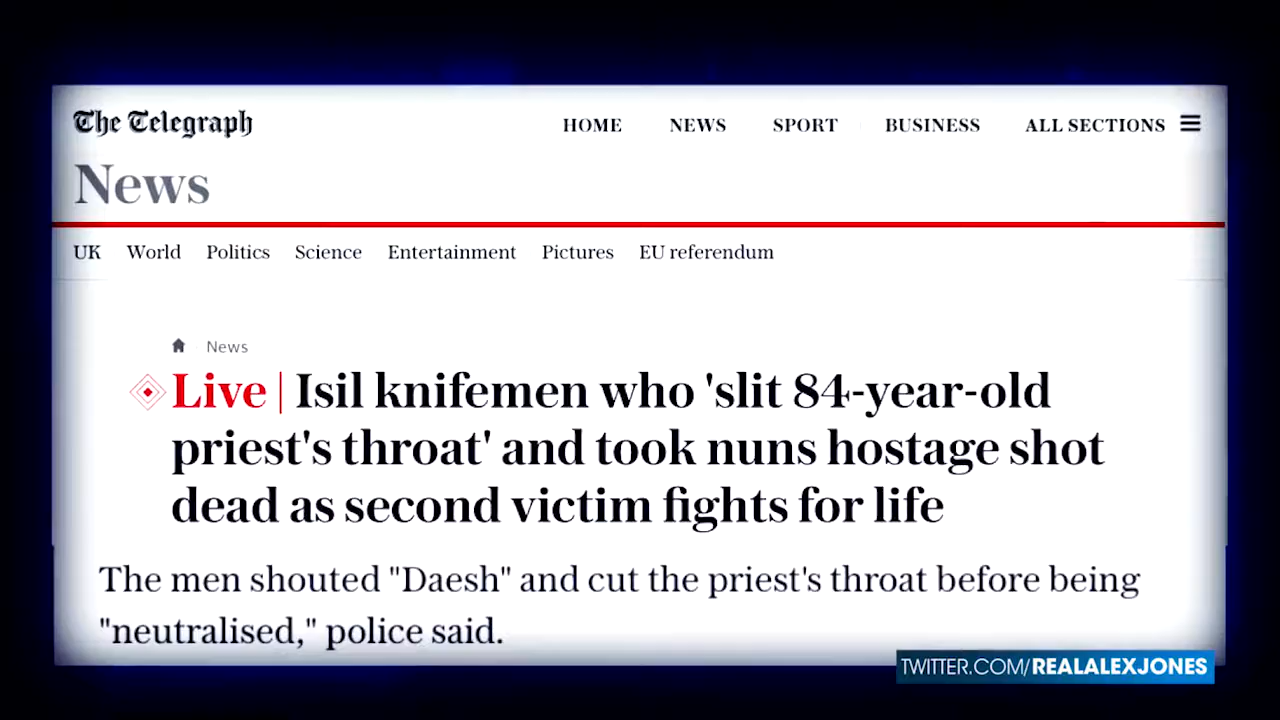 The Telegraph
HOME NEWS SPORT BUSINESS ALL SECTIONS
News
UK World Politics Science Entertainment Pictures EU referendum
News
Live | Isil knifemen who 'slit 84-year-old
priest's throat' and took nuns hostage shot
dead as second victim fights for life
The men shouted "Daesh" and cut the priest's throat before being
"neutralised," police said.
TWITTER.COM/REALALEXJONES